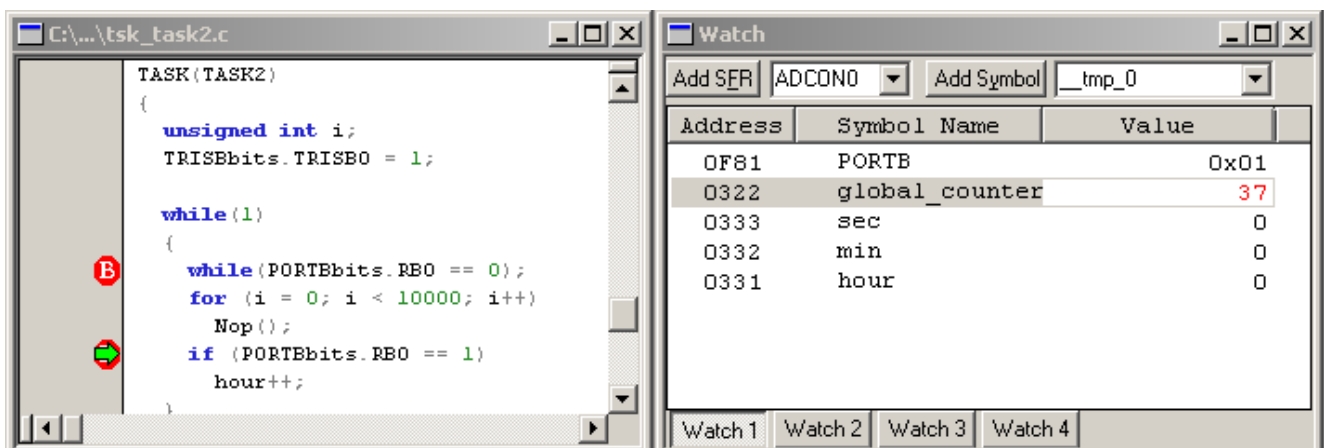 C:\...\tsk_task2.c
TASK(TASK2)
{
unsigned int i;
TRISBbits.TRISB0 = 1;
while(1)
{
B
while(PORTBbits.RB0 == 0);
for (i = 0; i < 10000; i++)
Nop();
if (PORTBbits.RB0 == 1)
hour++;
}
Watch
Add SFR ADCON0 Add Symbol __tmp_0
Address Symbol Name Value
0F81 PORTB 0x01
0322 global_counter 37
0333 sec 0
0332 min 0
0331 hour 0
Watch 1 Watch 2 Watch 3 Watch 4